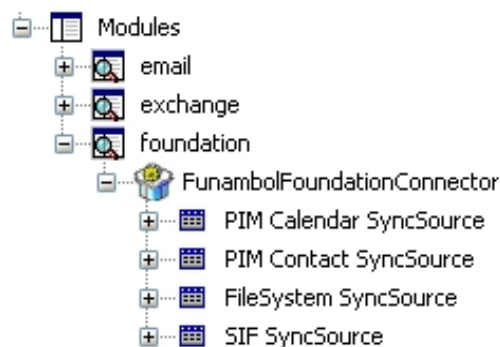 Modules
email
exchange
foundation
FunambolFoundationConnector
PIM Calendar SyncSource
PIM Contact SyncSource
FileSystem SyncSource
SIF SyncSource